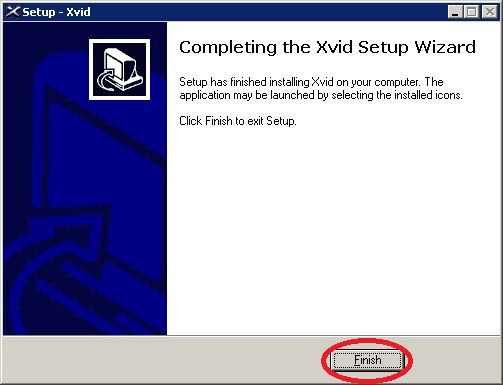 Setup - Xvid
Completing the Xvid Setup Wizard
Setup has finished installing Xvid on your computer. The
application may be launched by selecting the installed icons.
Click Finish to exit Setup.
Finish